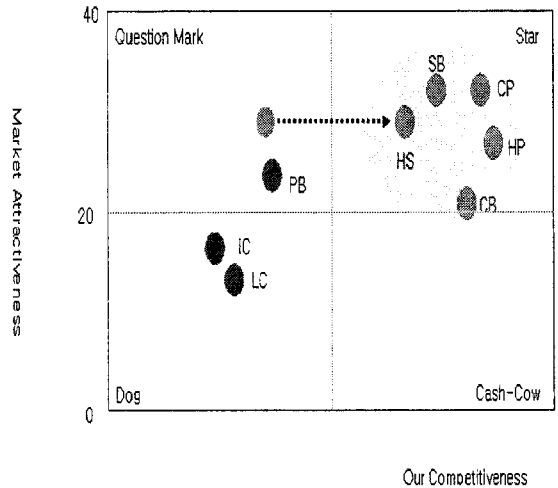 40
Question Mark
Star
SB
CP
HS
HP
PB
CB
20
IC
LC
Dog
Cash-Cow
0
Market Attractiveness
Our Competitiveness